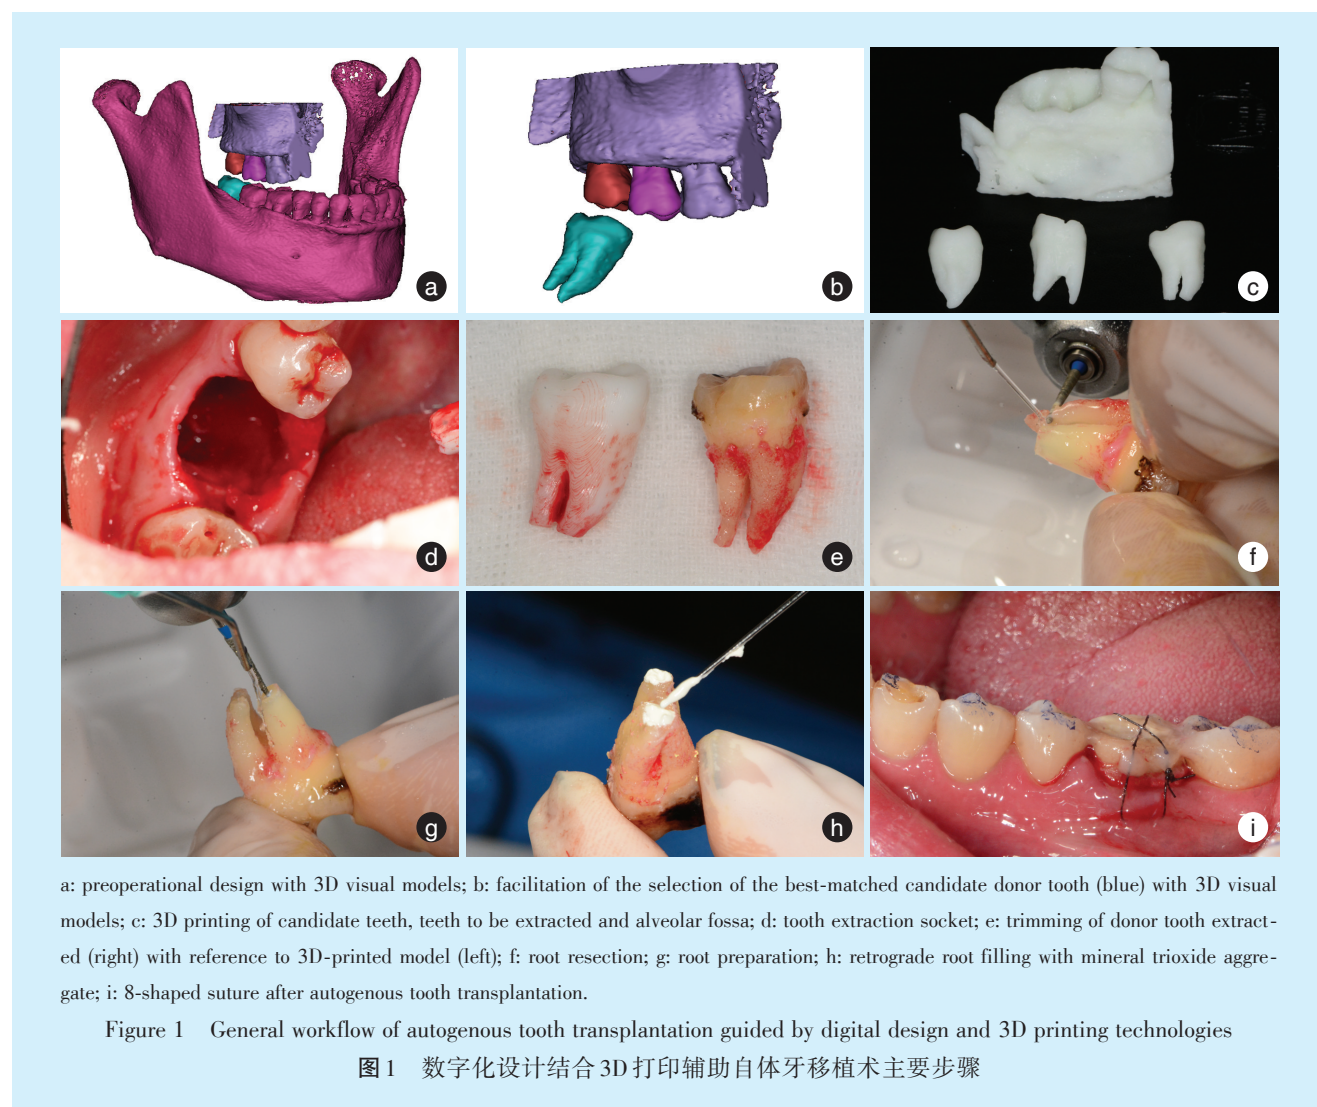 a
b
c
d
e
f
g
h
i
a: preoperational design with 3D visual models; b: facilitation of the selection of the best-matched candidate donor tooth (blue) with 3D visual
models; c: 3D printing of candidate teeth, teeth to be extracted and alveolar fossa; d: tooth extraction socket; e: trimming of donor tooth extract-
ed (right) with reference to 3D-printed model (left); f: root resection; g: root preparation; h: retrograde root filling with mineral trioxide aggre-
gate; i: 8-shaped suture after autogenous tooth transplantation.
Figure 1 General workflow of autogenous tooth transplantation guided by digital design and 3D printing technologies
图 1 数字化设计结合 3D 打印辅助自体牙移植术主要步骤